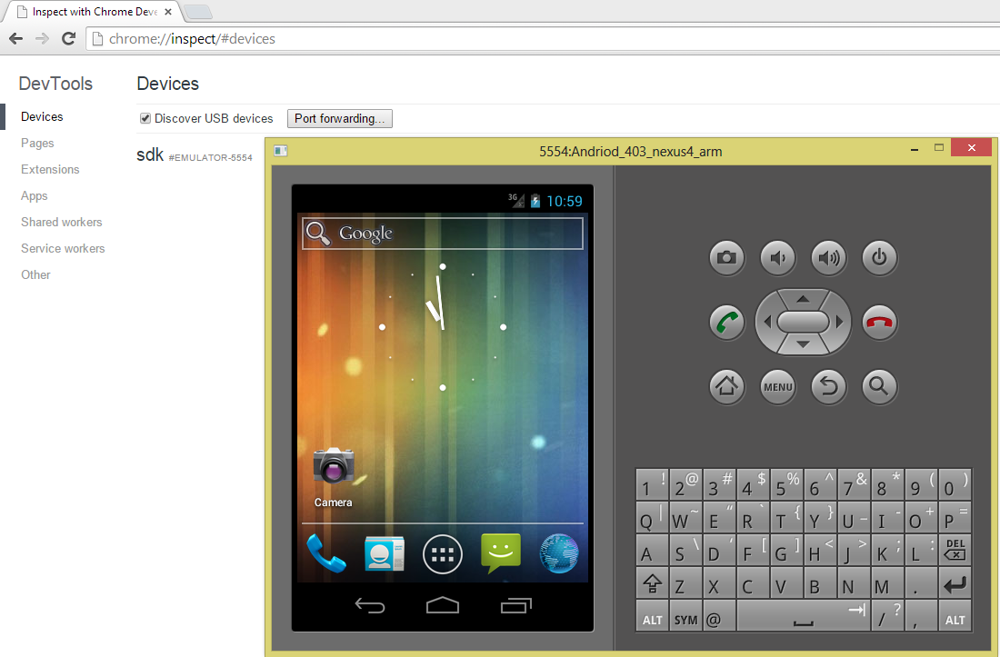 Inspect with Chrome Deve
chrome://inspect/#devices
DevTools
Devices
Pages
Extensions
Apps
Shared workers
Service workers
Other
Devices
Discover USB devices
Port forwarding...
sdk #EMULATOR-5554
5554:Andriod_403_nexus4_arm
3G 10:59
Google
Camera
MENU
1 ! 2 @ 3 # 4 $ 5 % 6 ^ 7 & 8 * 9 ( 0 )
Q | W ~ E “ R ` T { Y } U _ I - O + P =
A S \ D ‘ F [ G ] H < J > K ; L : DEL
Z X C V B N M .
ALT SYM @ / ? , ALT